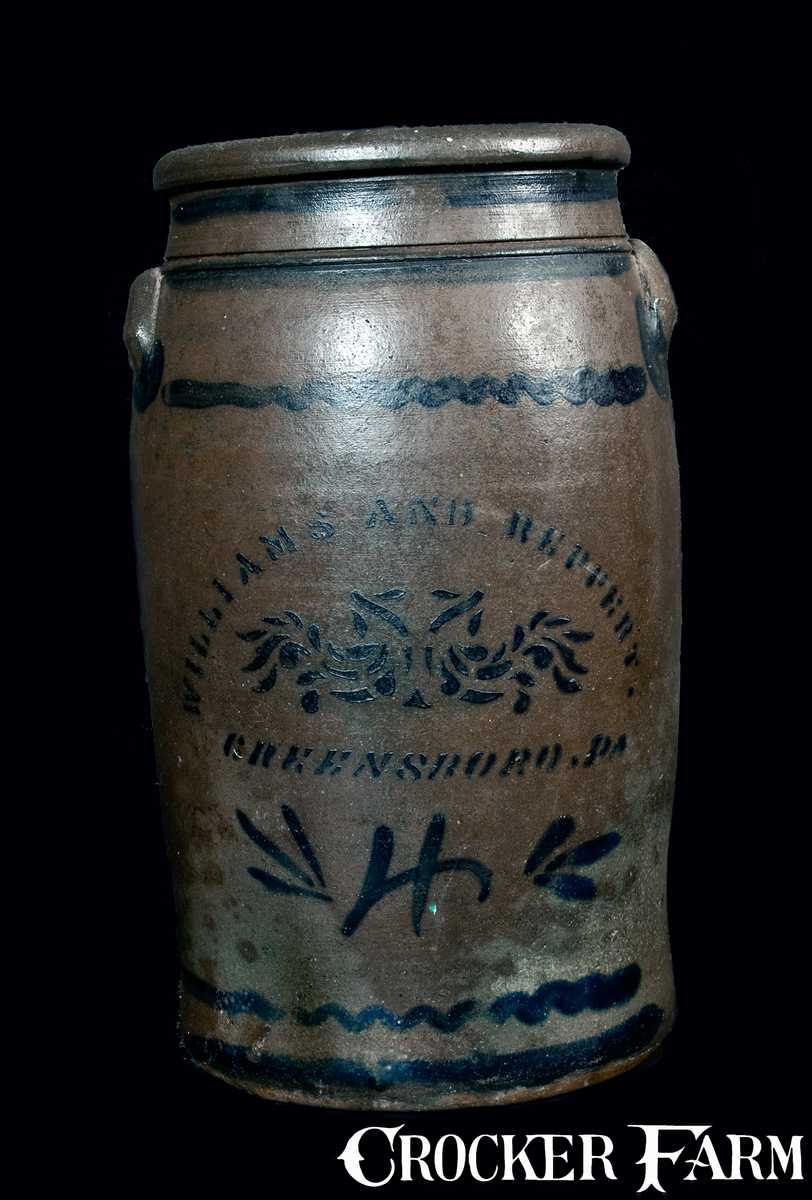 WILLIAMS AND REPPERT.
GREENSBORO, PA
4
CROCKER FARM